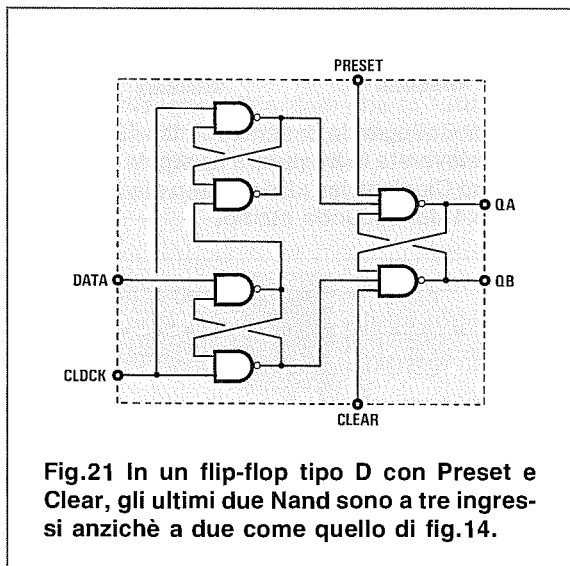 PRESET
QA
DATA
QB
CLDCK
CLEAR
Fig.21 In un flip-flop tipo D con Preset e
Clear, gli ultimi due Nand sono a tre ingres-
si anzichè a due come quello di fig.14.